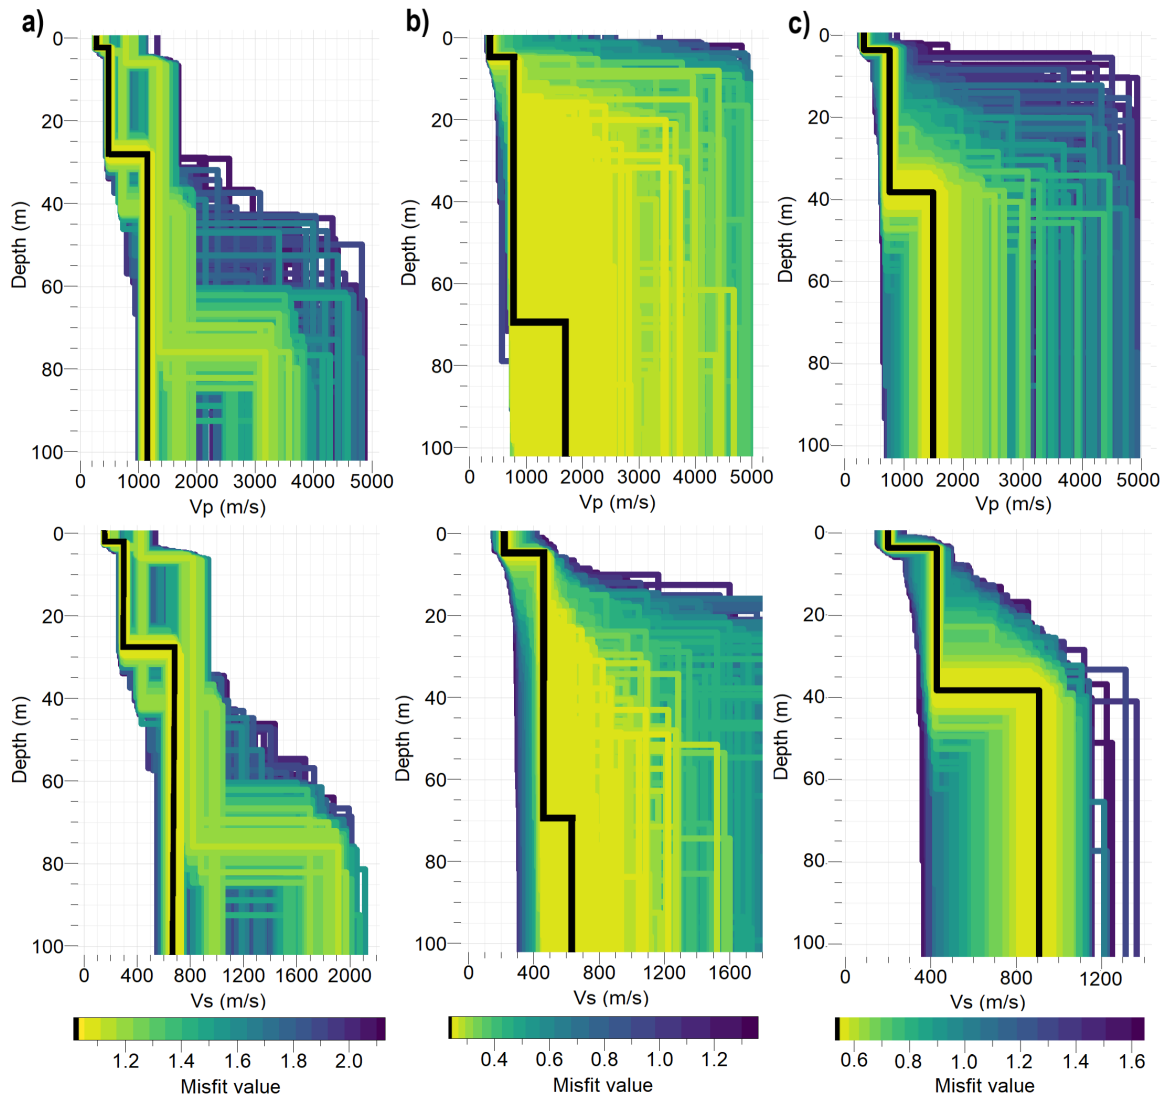 a)
b)
c)
0
20
40
60
80
100
Depth (m)
0 1000 2000 3000 4000 5000
Vp (m/s)
0
20
40
60
80
100
Depth (m)
0 1000 2000 3000 4000 5000
Vp (m/s)
0
20
40
60
80
100
Depth (m)
1000 2000 3000 4000 5000
Vp (m/s)
0
20
40
60
80
100
Depth (m)
0 400 800 1200 1600 2000
Vs (m/s)
0
20
40
60
80
100
Depth (m)
0 400 800 1200 1600
Vs (m/s)
0
20
40
60
80
100
Depth (m)
0 400 800 1200
Vs (m/s)
1.2 1.4 1.6 1.8 2.0
Misfit value
0.4 0.6 0.8 1.0 1.2
Misfit value
0.6 0.8 1.0 1.2 1.4 1.6
Misfit value